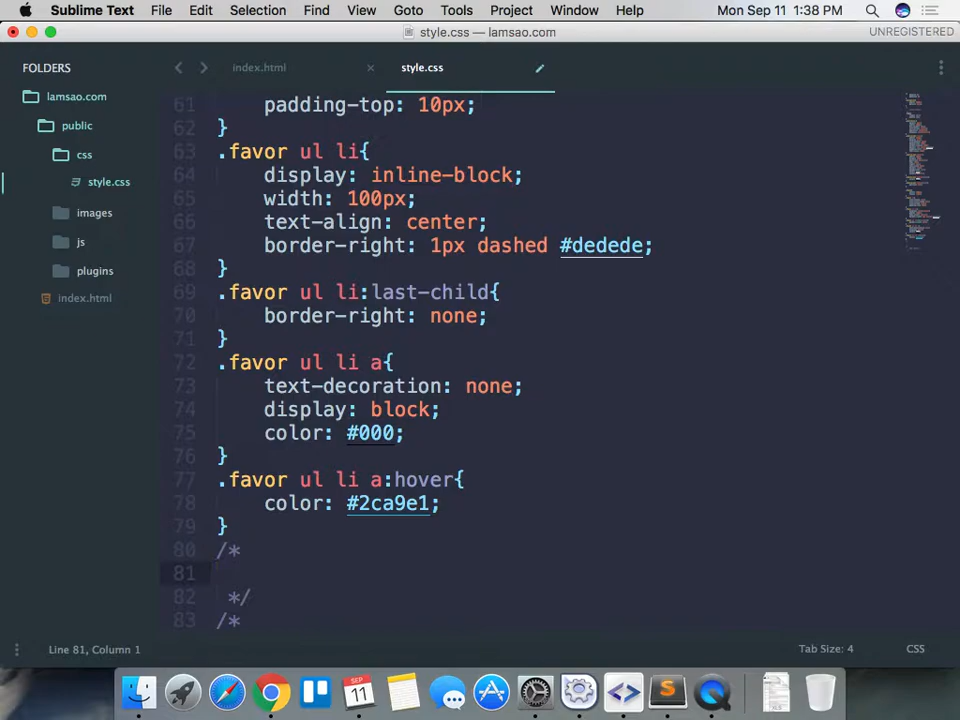 Sublime Text File Edit Selection Find View Goto Tools Project Window Help Mon Sep 11 1:38 PM
style.css — lamsao.com UNREGISTERED
FOLDERS
lamsao.com
public
css
style.css
images
js
plugins
index.html
index.html style.css
61 padding-top: 10px;
62 }
63 .favor ul li{
64 display: inline-block;
65 width: 100px;
66 text-align: center;
67 border-right: 1px dashed #dedede;
68 }
69 .favor ul li:last-child{
70 border-right: none;
71 }
72 .favor ul li a{
73 text-decoration: none;
74 display: block;
75 color: #000;
76 }
77 .favor ul li a:hover{
78 color: #2ca9e1;
79 }
80 /*
81
82 */
83 /*
Line 81, Column 1 Tab Size: 4 CSS
SEP
11